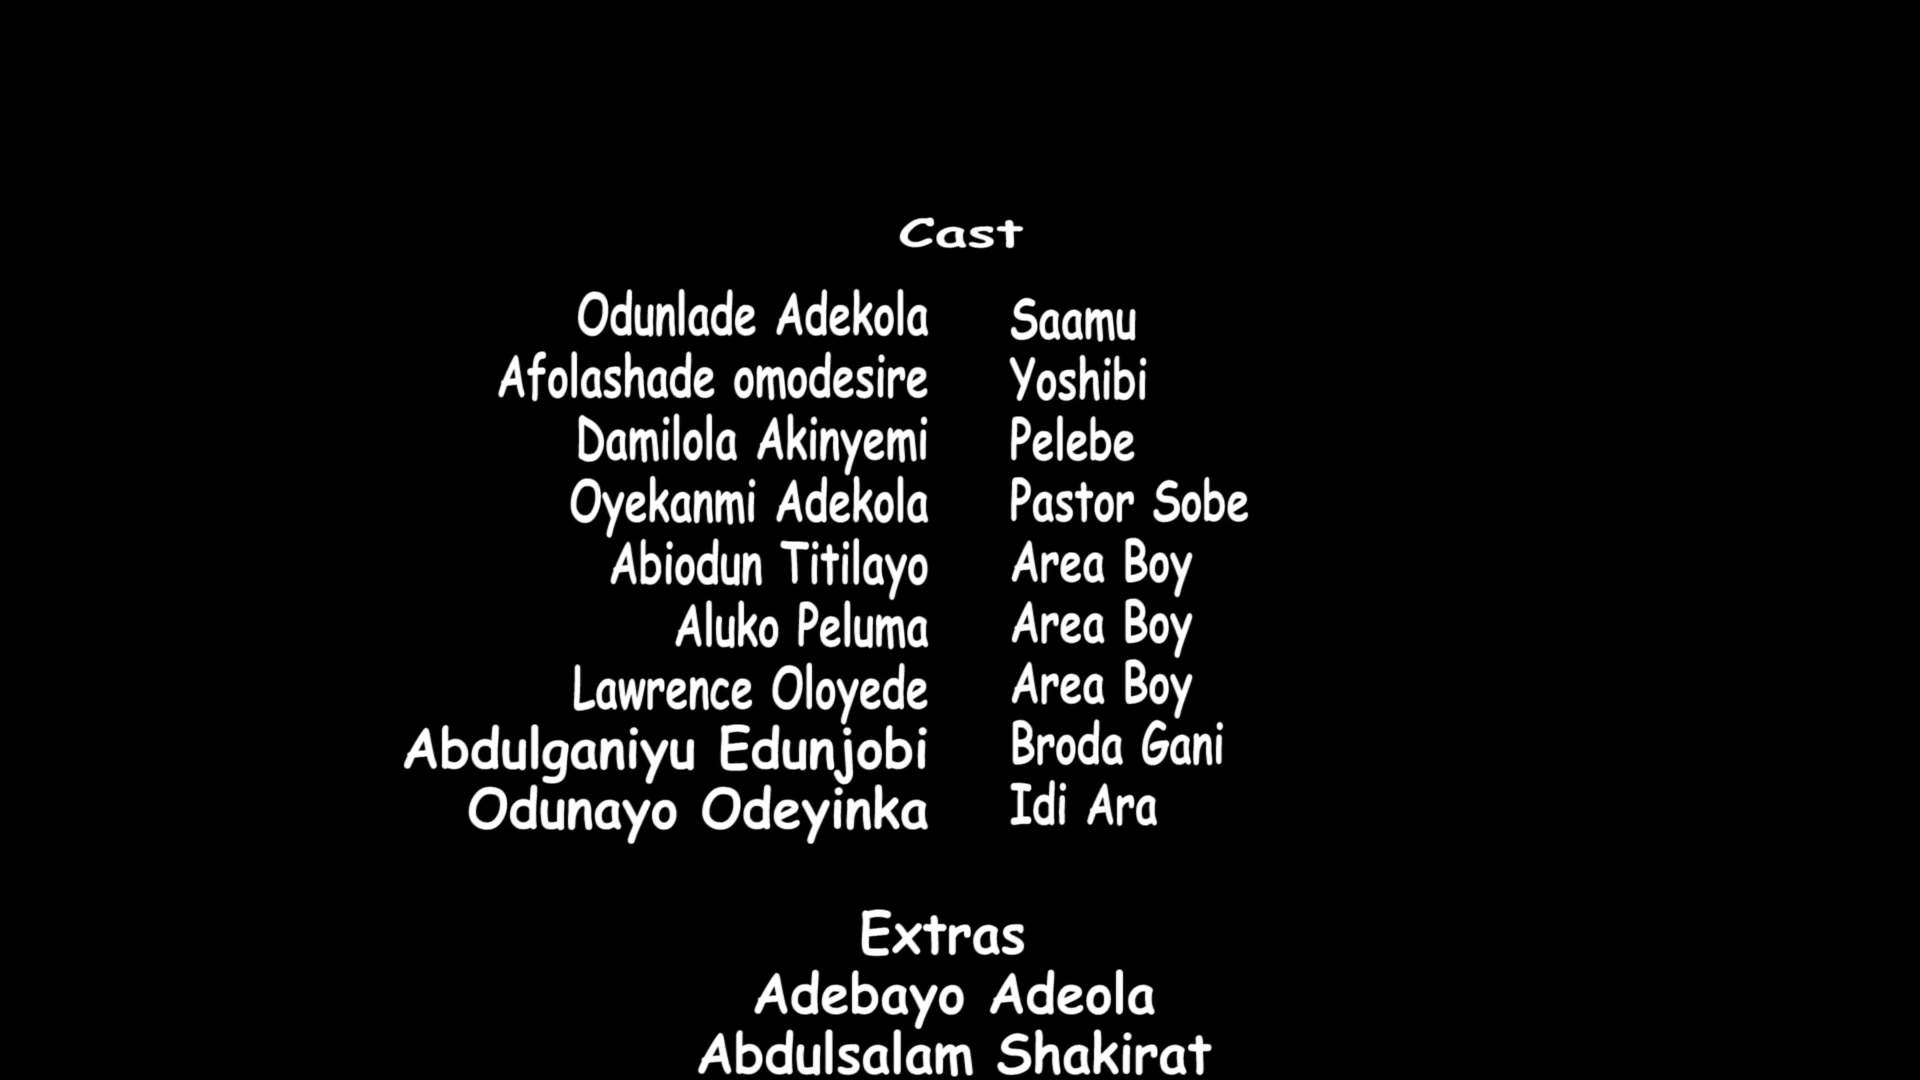 Cast
Odunlade Adekola Saamu
Afolashade omodesire Yoshibi
Damilola Akinyemi Pelebe
Oyekanmi Adekola Pastor Sobe
Abiodun Titilayo Area Boy
Aluko Peluma Area Boy
Lawrence Oloyede Area Boy
Abdulganiyu Edunjobi Broda Gani
Odunayo Odeyinka Idi Ara
Extras
Adebayo Adeola
Abdulsalam Shakirat